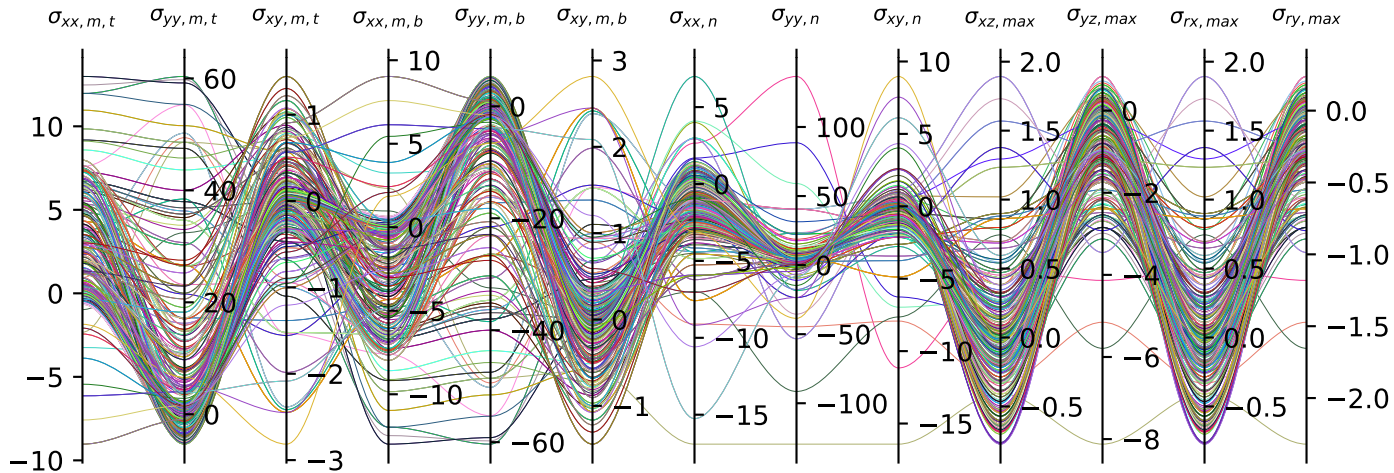 σxx, m, t σyy, m, t σxy, m, t σxx, m, b σyy, m, b σxy, m, b σxx, n σyy, n σxy, n σxz, max σyz, max σrx, max σry, max
10 5 0 −5 −10
60 40 20 0
1 0 −1 −2 −3
10 5 0 −5 −10
0 −20 −40 −60
3 2 1 0 −1
5 0 −5 −10 −15
100 50 0 −50 −100
10 5 0 −5 −10 −15
2.0 1.5 1.0 0.5 0.0 −0.5
0 −2 −4 −6 −8
2.0 1.5 1.0 0.5 0.0 −0.5
0.0 −0.5 −1.0 −1.5 −2.0